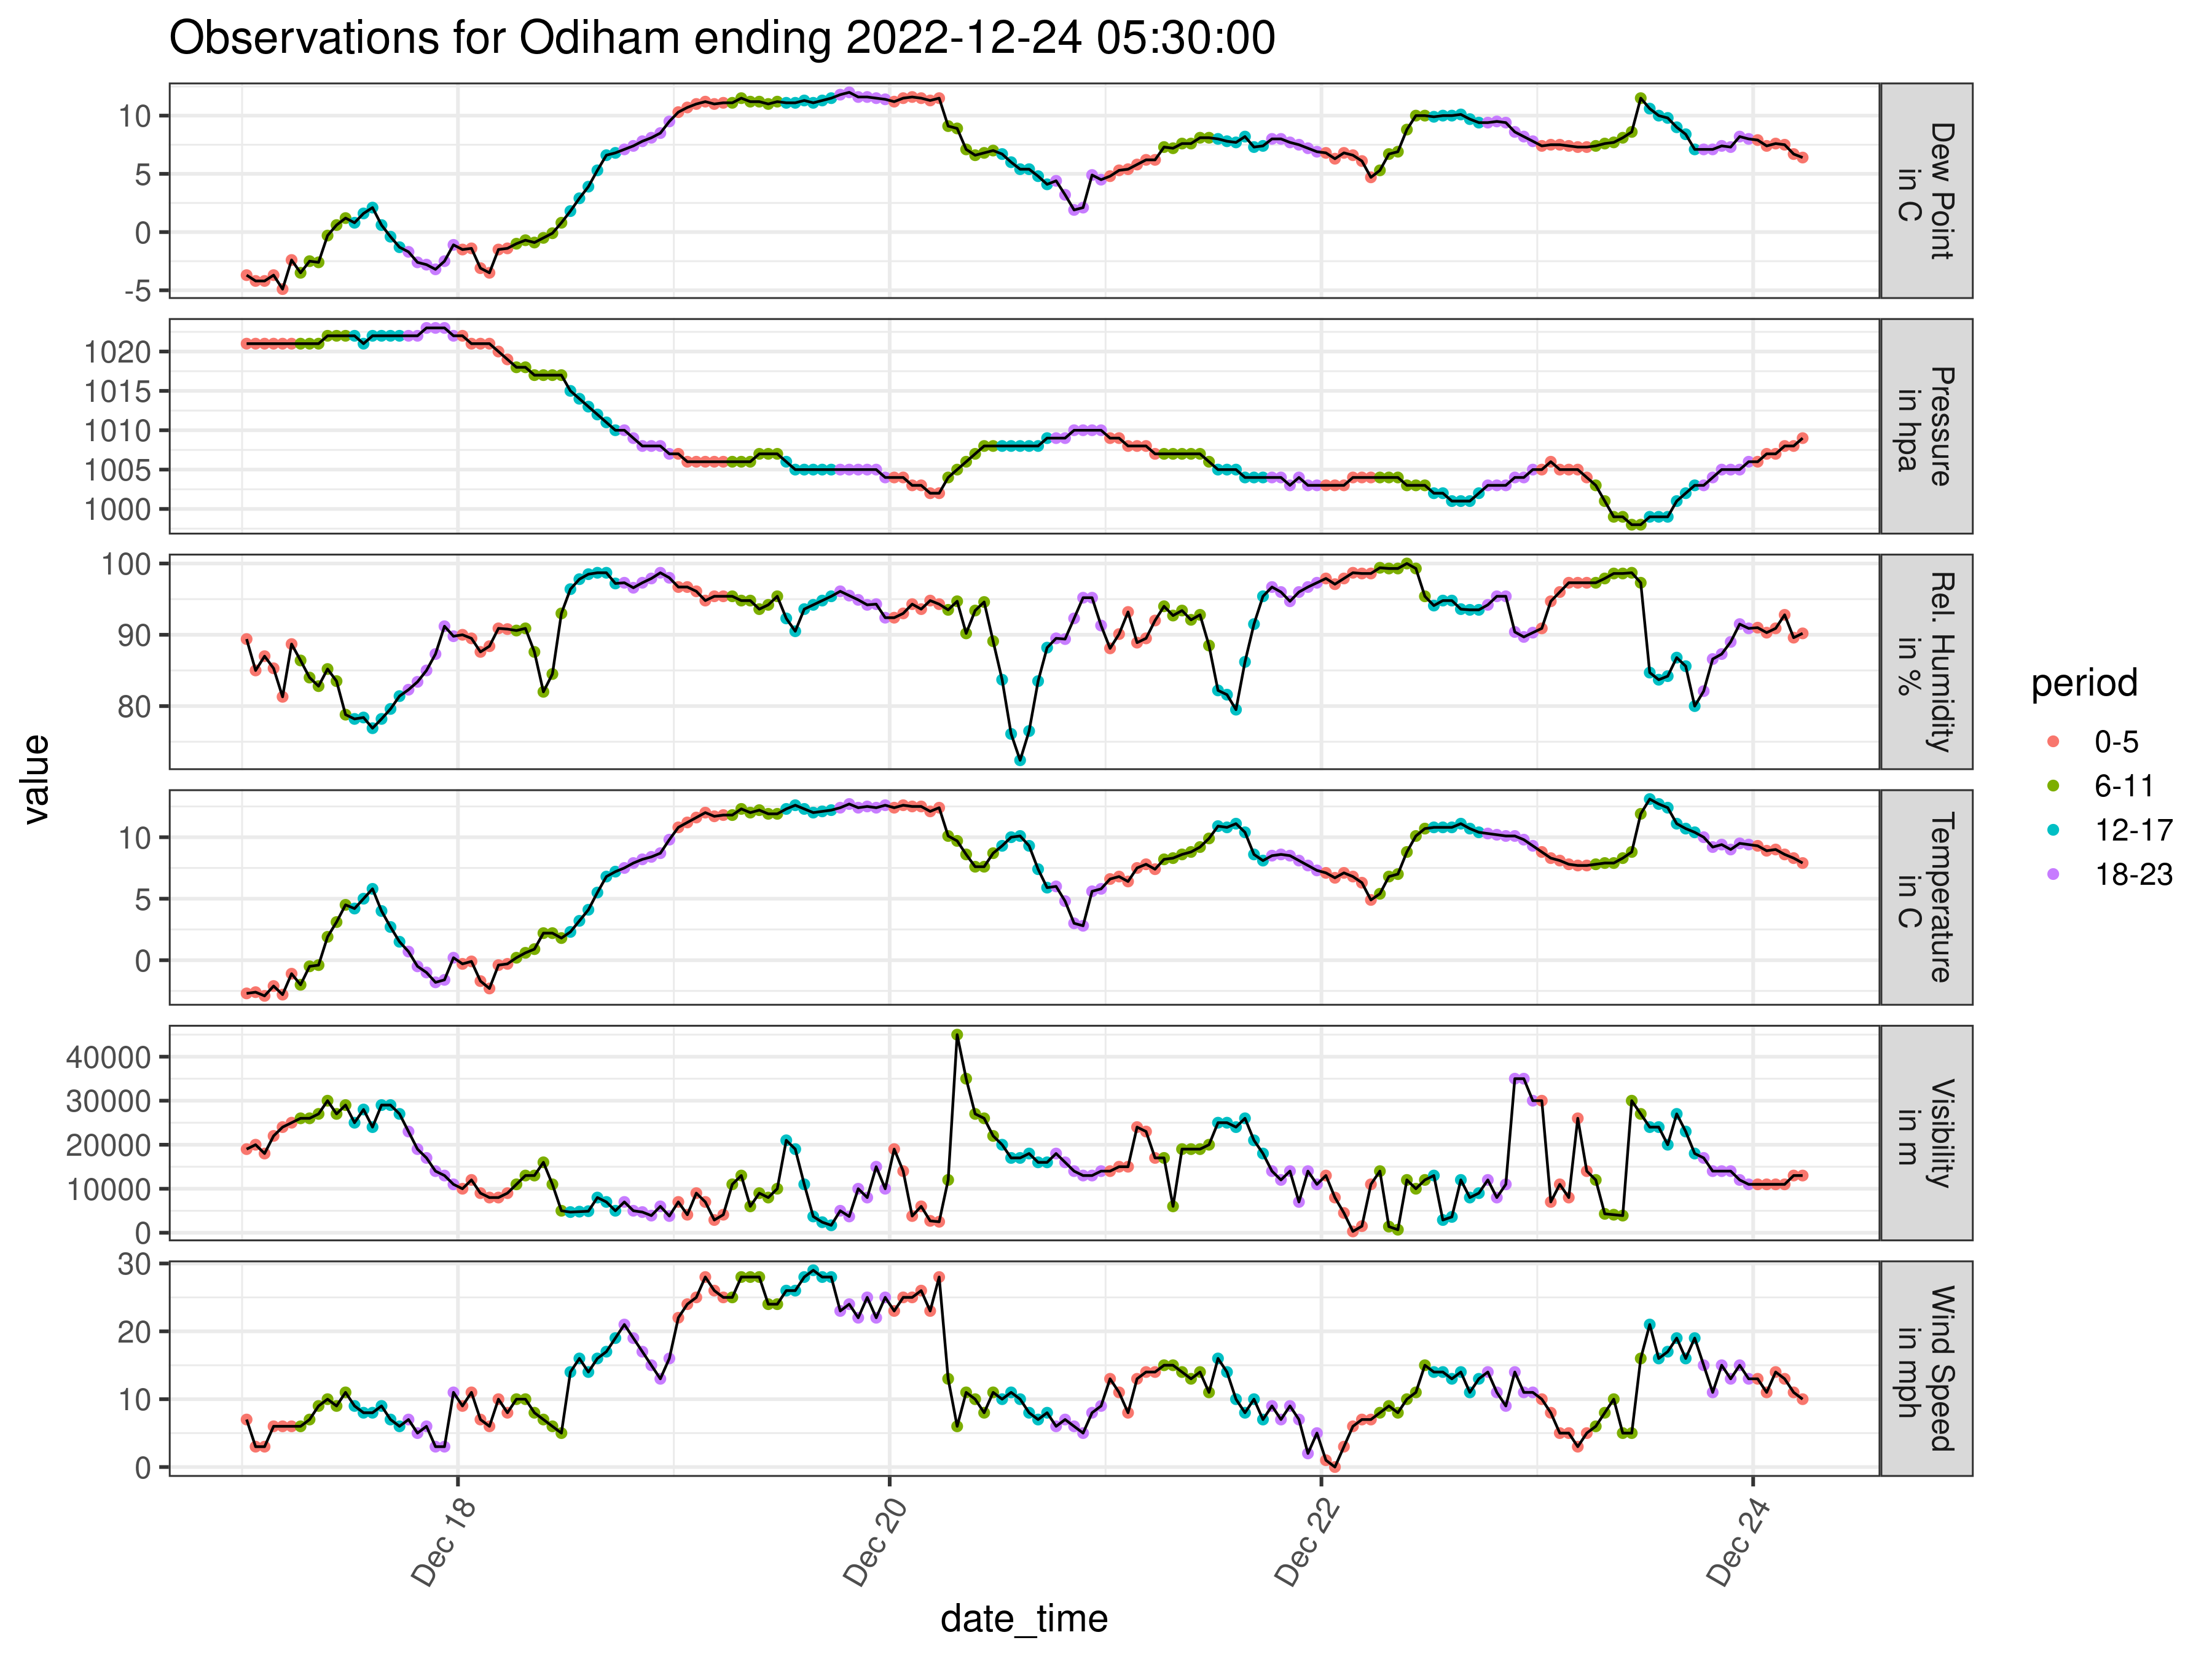 Observations for Odiham ending 2022-12-24 05:30:00
value
10
5
0
-5
Dew Point
in C
1020
1015
1010
1005
1000
Pressure
in hpa
100
90
80
Rel. Humidity
in %
10
5
0
Temperature
in C
40000
30000
20000
10000
0
Visibility
in m
30
20
10
0
Wind Speed
in mph
Dec 18
Dec 20
Dec 22
Dec 24
date_time
period
0-5
6-11
12-17
18-23